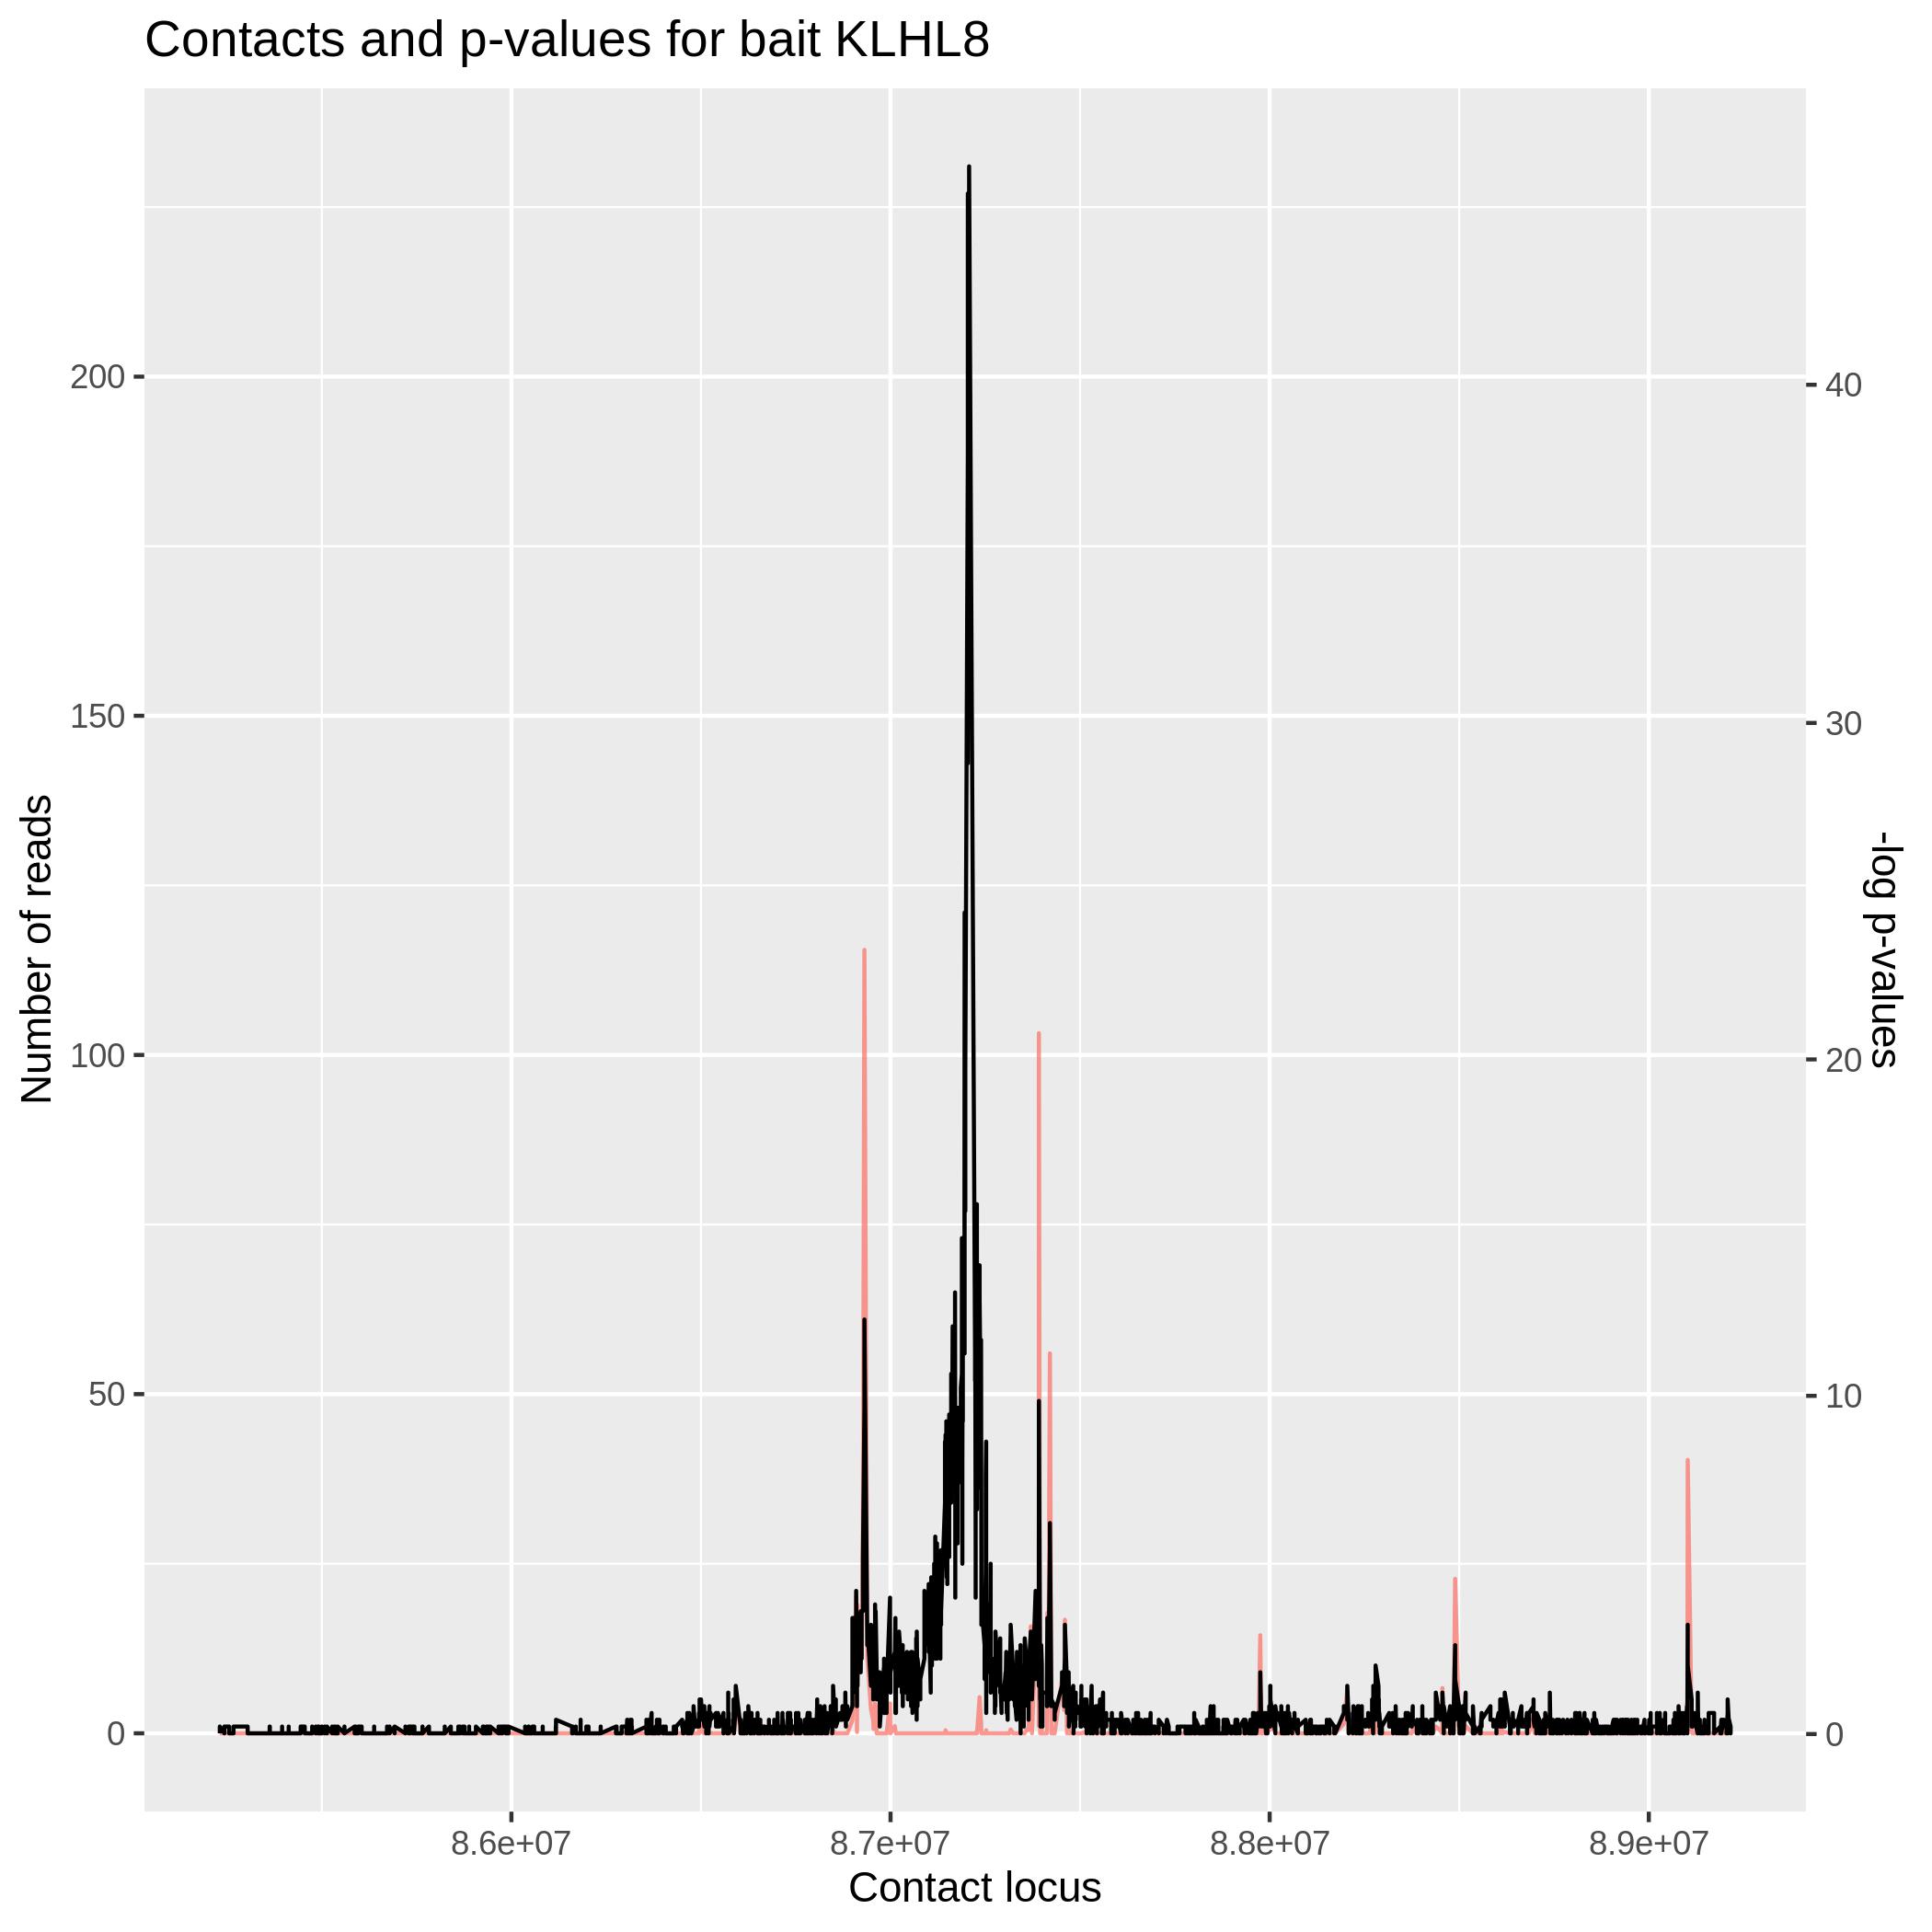 Contacts and p-values for bait KLHL8
Number of reads
200
150
100
50
0
40
30
20
10
0
-log p-values
8.6e+07 8.7e+07 8.8e+07 8.9e+07
Contact locus